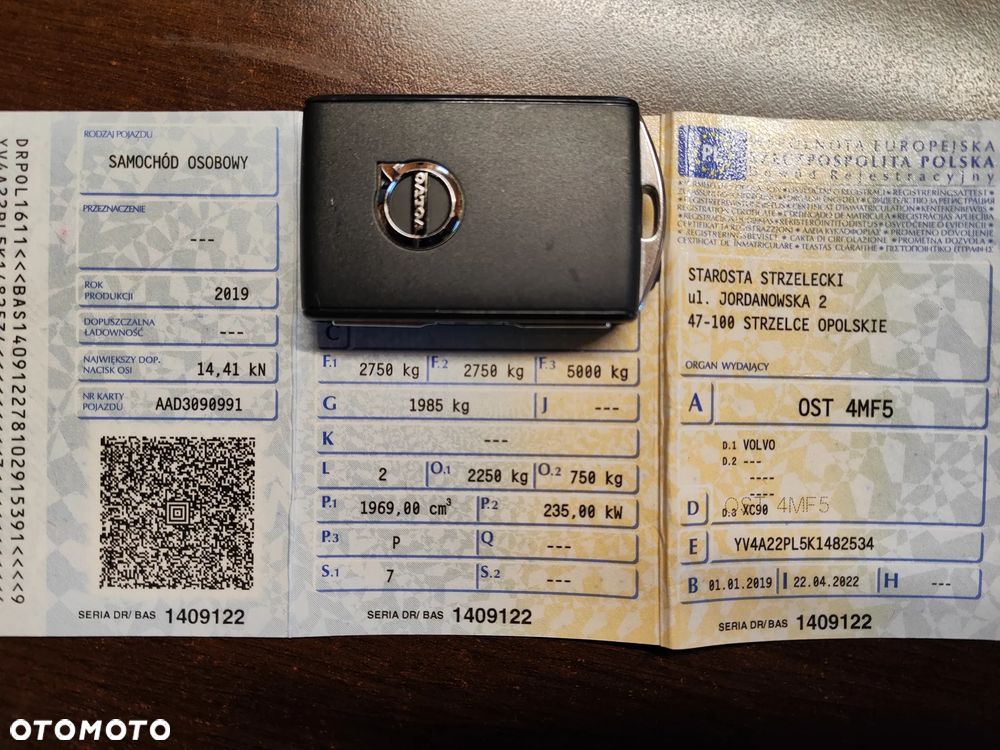 RODZAJ POJAZDU
SAMOCHÓD OSOBOWY
PRZEZNACZENIE
---
ROK
PRODUKCJI
2019
DOPUSZCZALNA
ŁADOWNOŚĆ
---
NAJWIĘKSZY DOP.
NACISK OSI
14,41 kN
NR KARTY
POJAZDU
AAD3090991
SERIA DR/ BAS 1409122
VOLVO
C
F.1 2750 kg F.2 2750 kg F.3 5000 kg
G 1985 kg J ---
K ---
L 2 O.1 2250 kg O.2 750 kg
P.1 1969,00 cm³ P.2 235,00 kW
P.3 P Q ---
S.1 7 S.2 ---
SERIA DR/ BAS 1409122
PL
EUROPEJSKA
RZECZPOSPOLITA POLSKA
Dowód Rejestracyjny
STAROSTA STRZELECKI
ul. JORDANOWSKA 2
47-100 STRZELCE OPOLSKIE
ORGAN WYDAJĄCY
A OST 4MF5
D.1 VOLVO
D.2 ---
----
----
D D.3 XC90
OST 4MF5
E YV4A22PL5K1482534
B 01.01.2019 I 22.04.2022 H ---
SERIA DR/ BAS 1409122
OTOMOTO